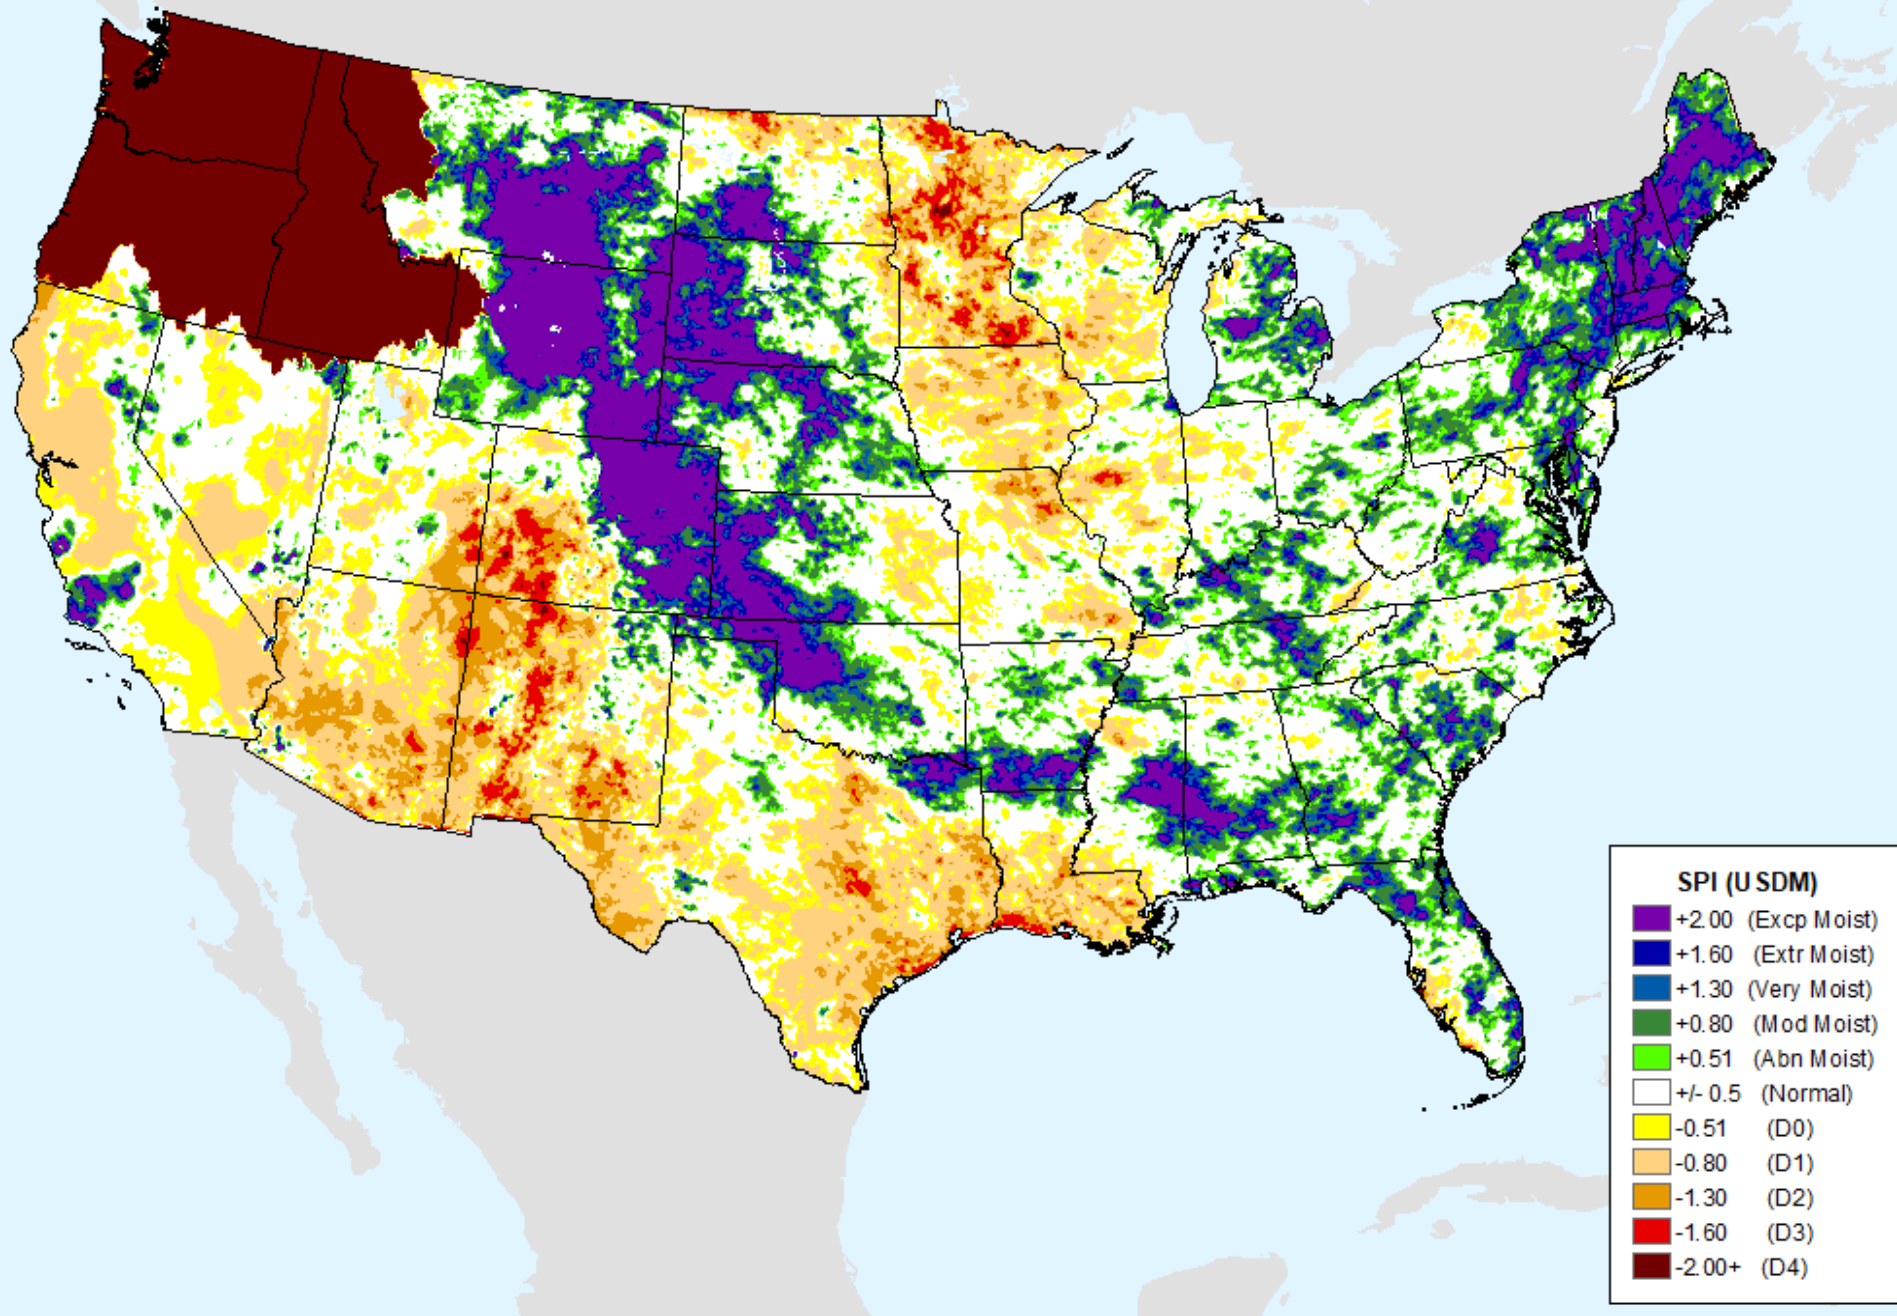 SPI (USDM)
+2.00 (Excp Moist)
+1.60 (Extr Moist)
+1.30 (Very Moist)
+0.80 (Mod Moist)
+0.51 (Abn Moist)
+/- 0.5 (Normal)
-0.51 (D0)
-0.80 (D1)
-1.30 (D2)
-1.60 (D3)
-2.00+ (D4)